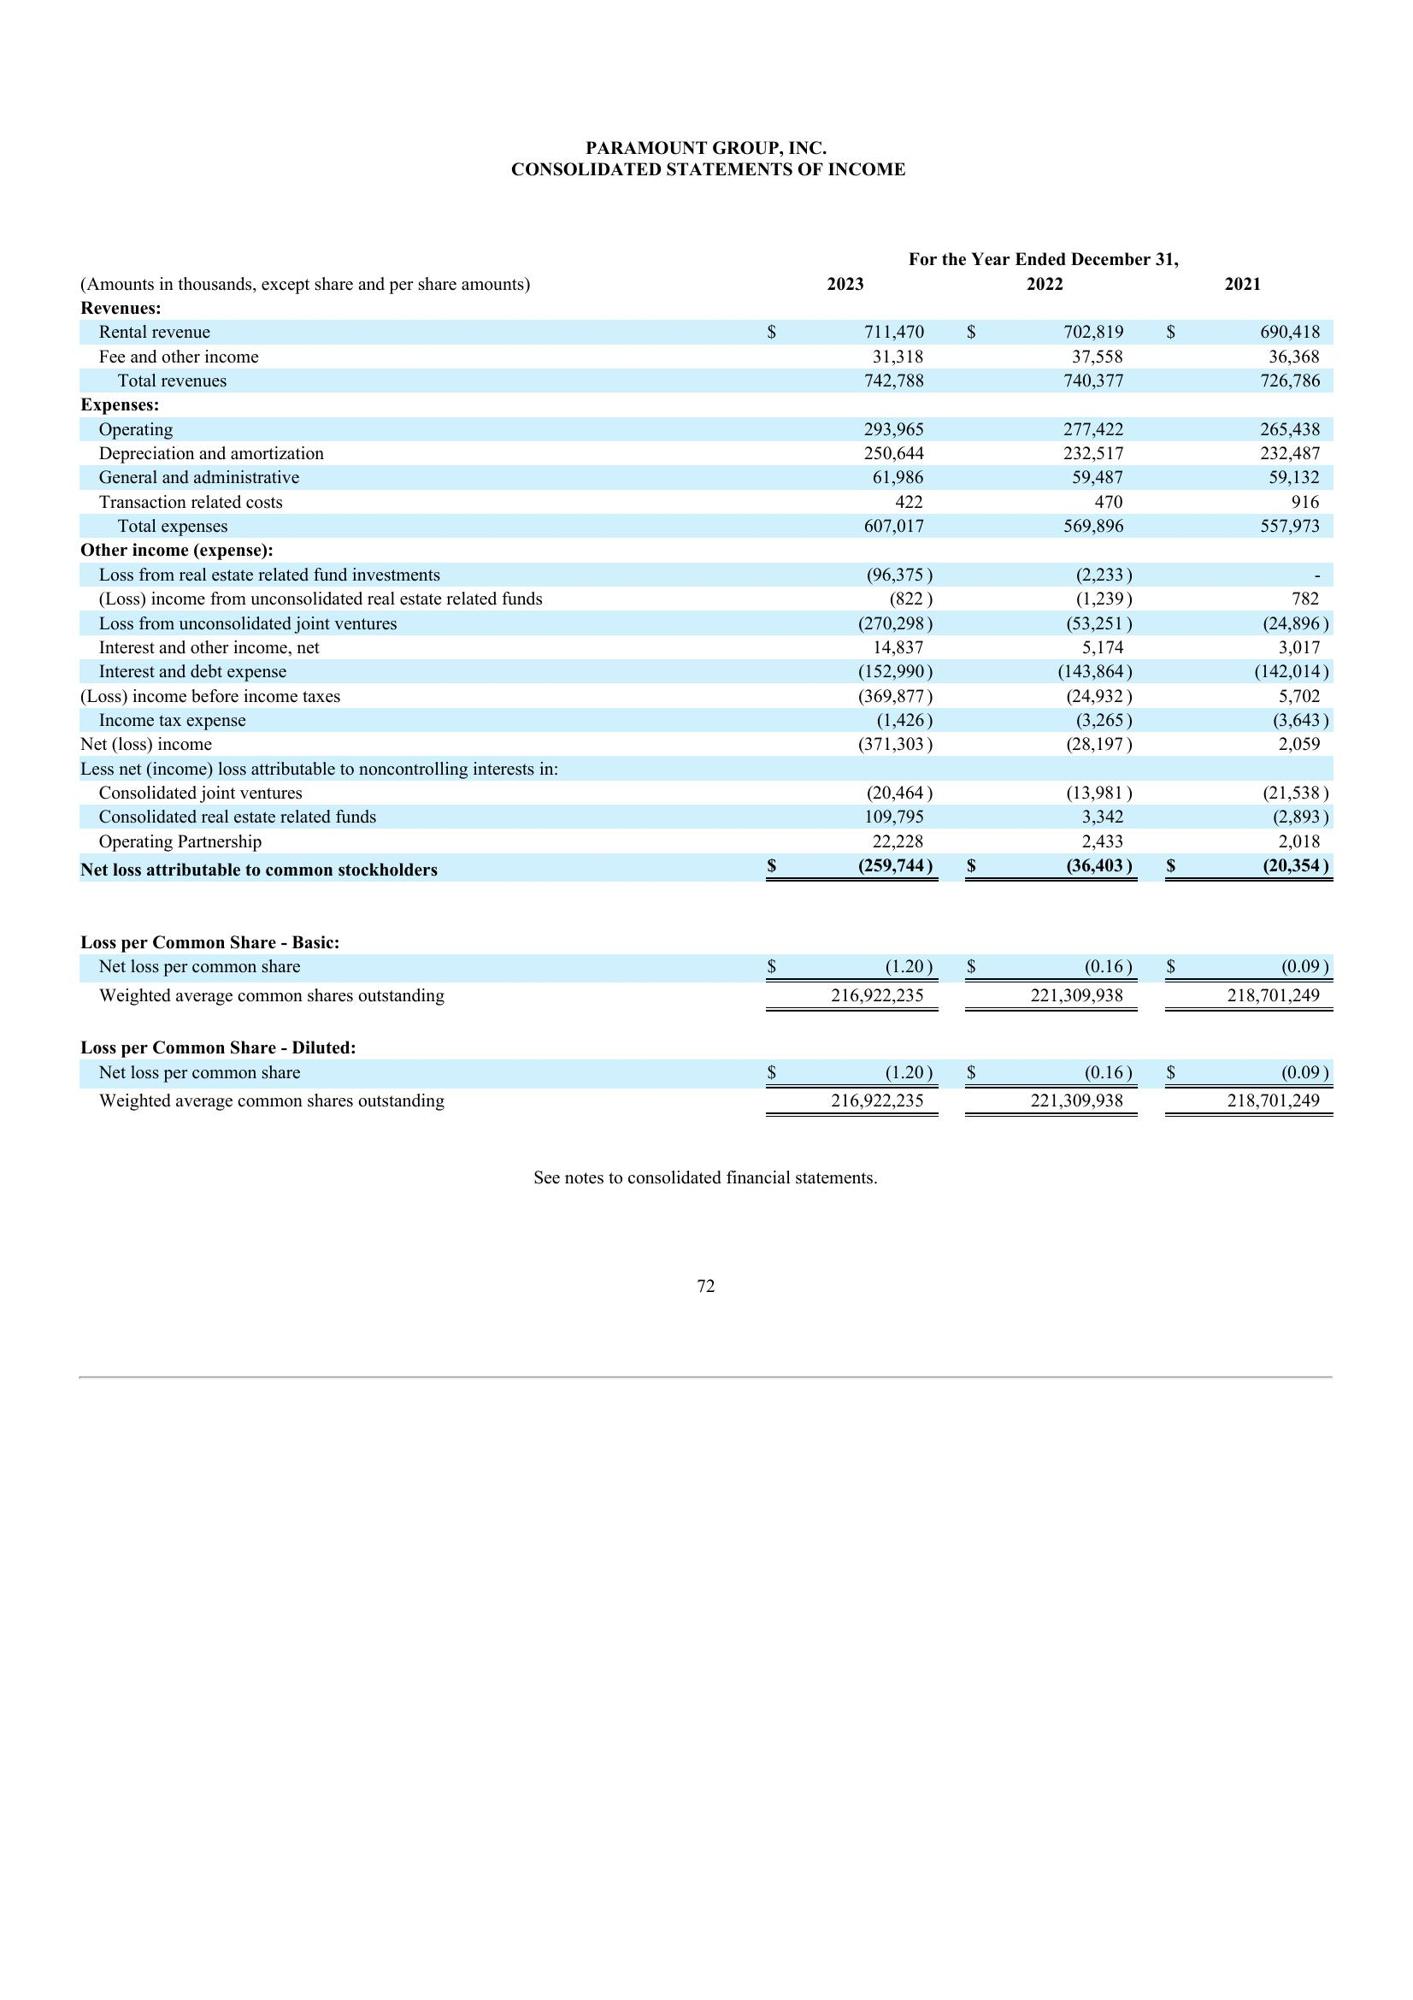 PARAMOUNT GROUP, INC.
CONSOLIDATED STATEMENTS OF INCOME
For the Year Ended December 31,
(Amounts in thousands, except share and per share amounts) 2023 2022 2021
Revenues:
Rental revenue $ 711,470 $ 702,819 $ 690,418
Fee and other income 31,318 37,558 36,368
Total revenues 742,788 740,377 726,786
Expenses:
Operating 293,965 277,422 265,438
Depreciation and amortization 250,644 232,517 232,487
General and administrative 61,986 59,487 59,132
Transaction related costs 422 470 916
Total expenses 607,017 569,896 557,973
Other income (expense):
Loss from real estate related fund investments (96,375) (2,233) -
(Loss) income from unconsolidated real estate related funds (822) (1,239) 782
Loss from unconsolidated joint ventures (270,298) (53,251) (24,896)
Interest and other income, net 14,837 5,174 3,017
Interest and debt expense (152,990) (143,864) (142,014)
(Loss) income before income taxes (369,877) (24,932) 5,702
Income tax expense (1,426) (3,265) (3,643)
Net (loss) income (371,303) (28,197) 2,059
Less net (income) loss attributable to noncontrolling interests in:
Consolidated joint ventures (20,464) (13,981) (21,538)
Consolidated real estate related funds 109,795 3,342 (2,893)
Operating Partnership 22,228 2,433 2,018
Net loss attributable to common stockholders $ (259,744) $ (36,403) $ (20,354)
Loss per Common Share - Basic:
Net loss per common share $ (1.20) $ (0.16) $ (0.09)
Weighted average common shares outstanding 216,922,235 221,309,938 218,701,249
Loss per Common Share - Diluted:
Net loss per common share $ (1.20) $ (0.16) $ (0.09)
Weighted average common shares outstanding 216,922,235 221,309,938 218,701,249
See notes to consolidated financial statements.
72